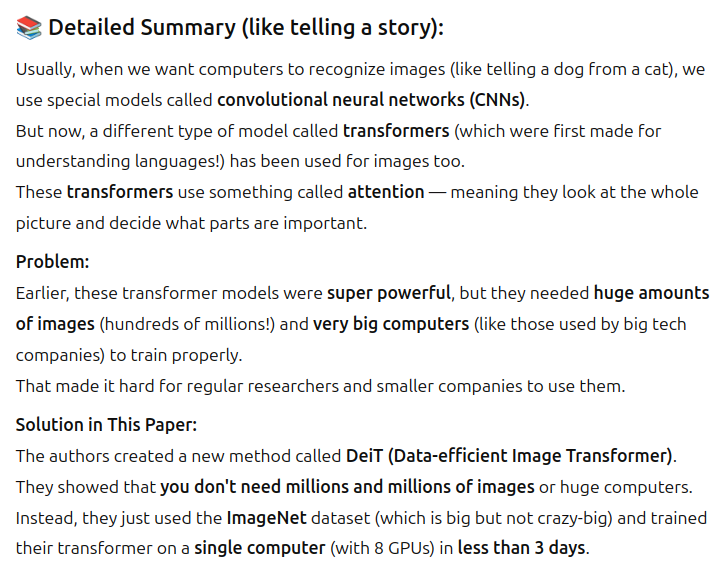 📚 Detailed Summary (like telling a story):
Usually, when we want computers to recognize images (like telling a dog from a cat), we
use special models called convolutional neural networks (CNNs).
But now, a different type of model called transformers (which were first made for
understanding languages!) has been used for images too.
These transformers use something called attention — meaning they look at the whole
picture and decide what parts are important.
Problem:
Earlier, these transformer models were super powerful, but they needed huge amounts
of images (hundreds of millions!) and very big computers (like those used by big tech
companies) to train properly.
That made it hard for regular researchers and smaller companies to use them.
Solution in This Paper:
The authors created a new method called DeiT (Data-efficient Image Transformer).
They showed that you don't need millions and millions of images or huge computers.
Instead, they just used the ImageNet dataset (which is big but not crazy-big) and trained
their transformer on a single computer (with 8 GPUs) in less than 3 days.